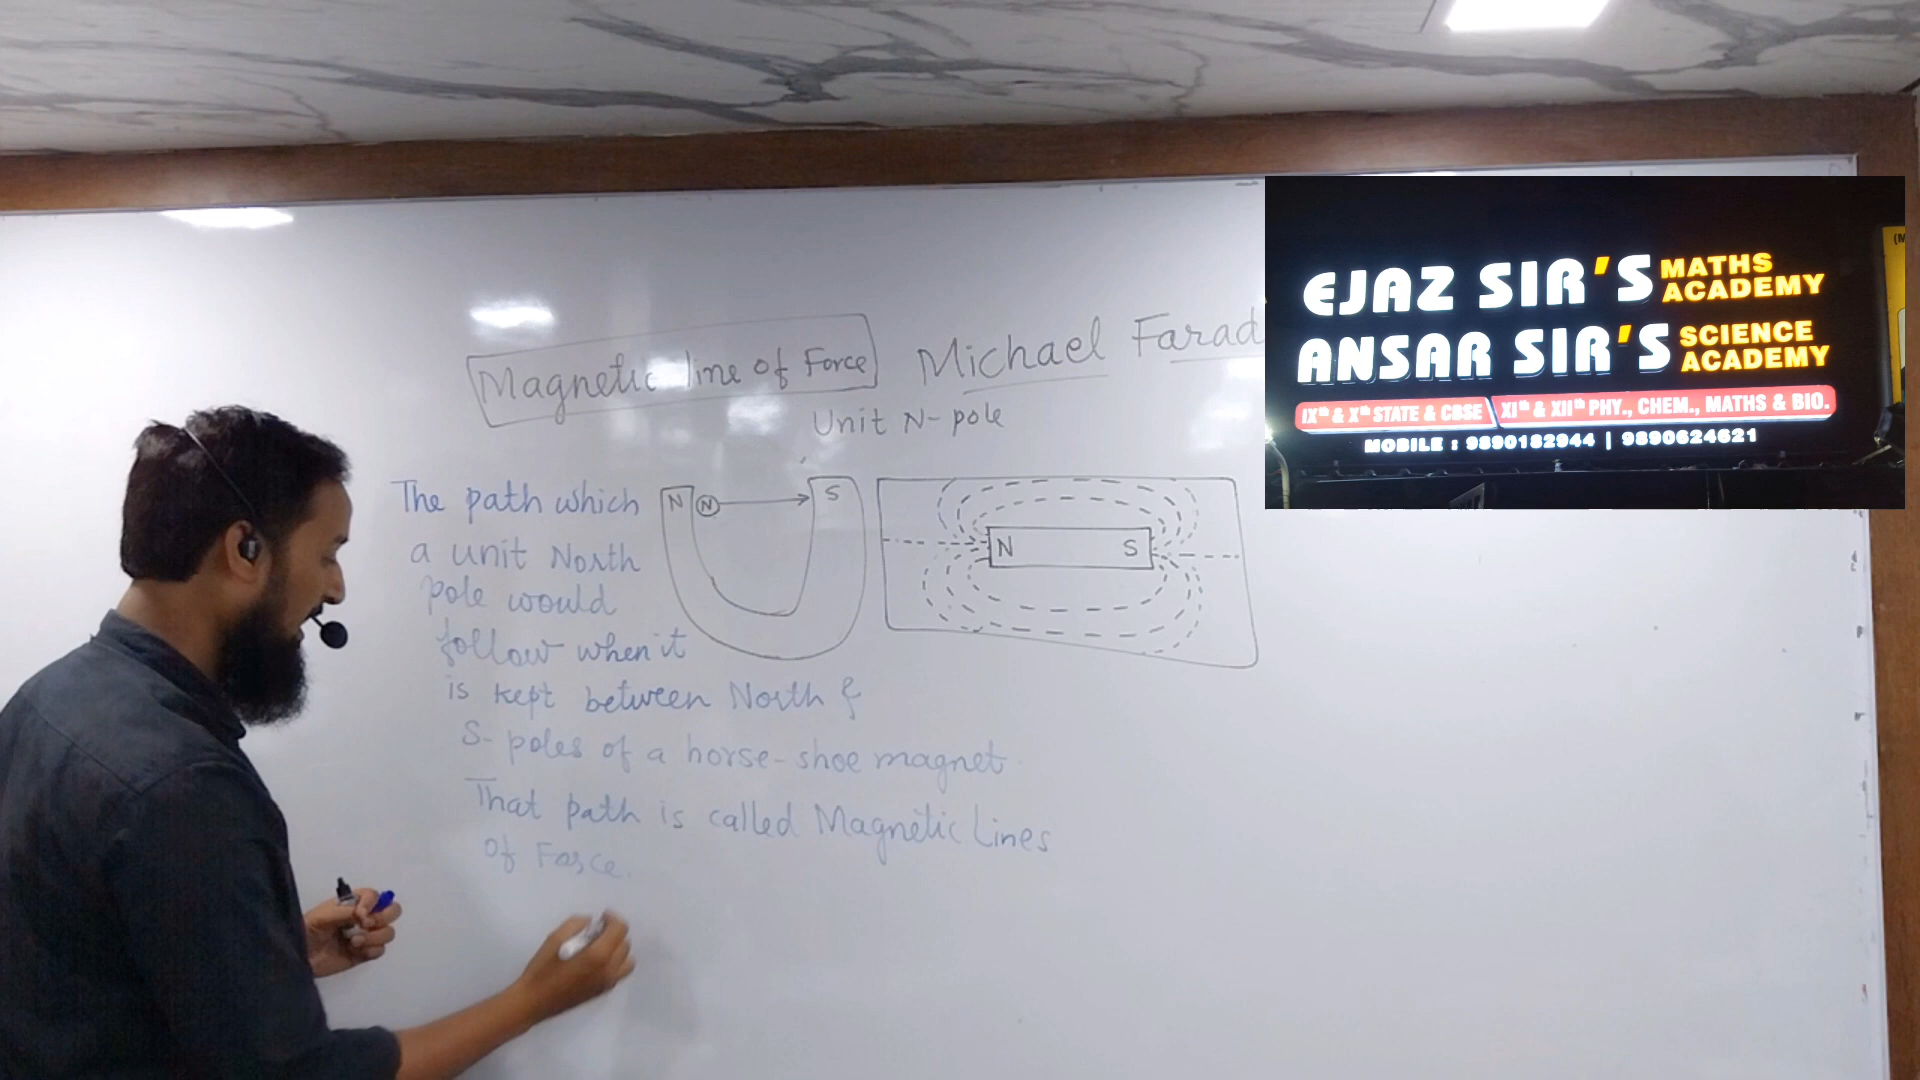 Magnetic line of Force
Michael Farad
Unit N-pole
The path which
a unit North
pole would
follow when it
is kept between North &
S- poles of a horse-shoe magnet
That path is called Magnetic Lines
of Force.
N N S
N S
EJAZ SIR'S MATHS ACADEMY
ANSAR SIR'S SCIENCE ACADEMY
IXth & Xth STATE & CBSE XIth & XIIth PHY., CHEM., MATHS & BIO.
MOBILE : 9890182944 | 9890624621